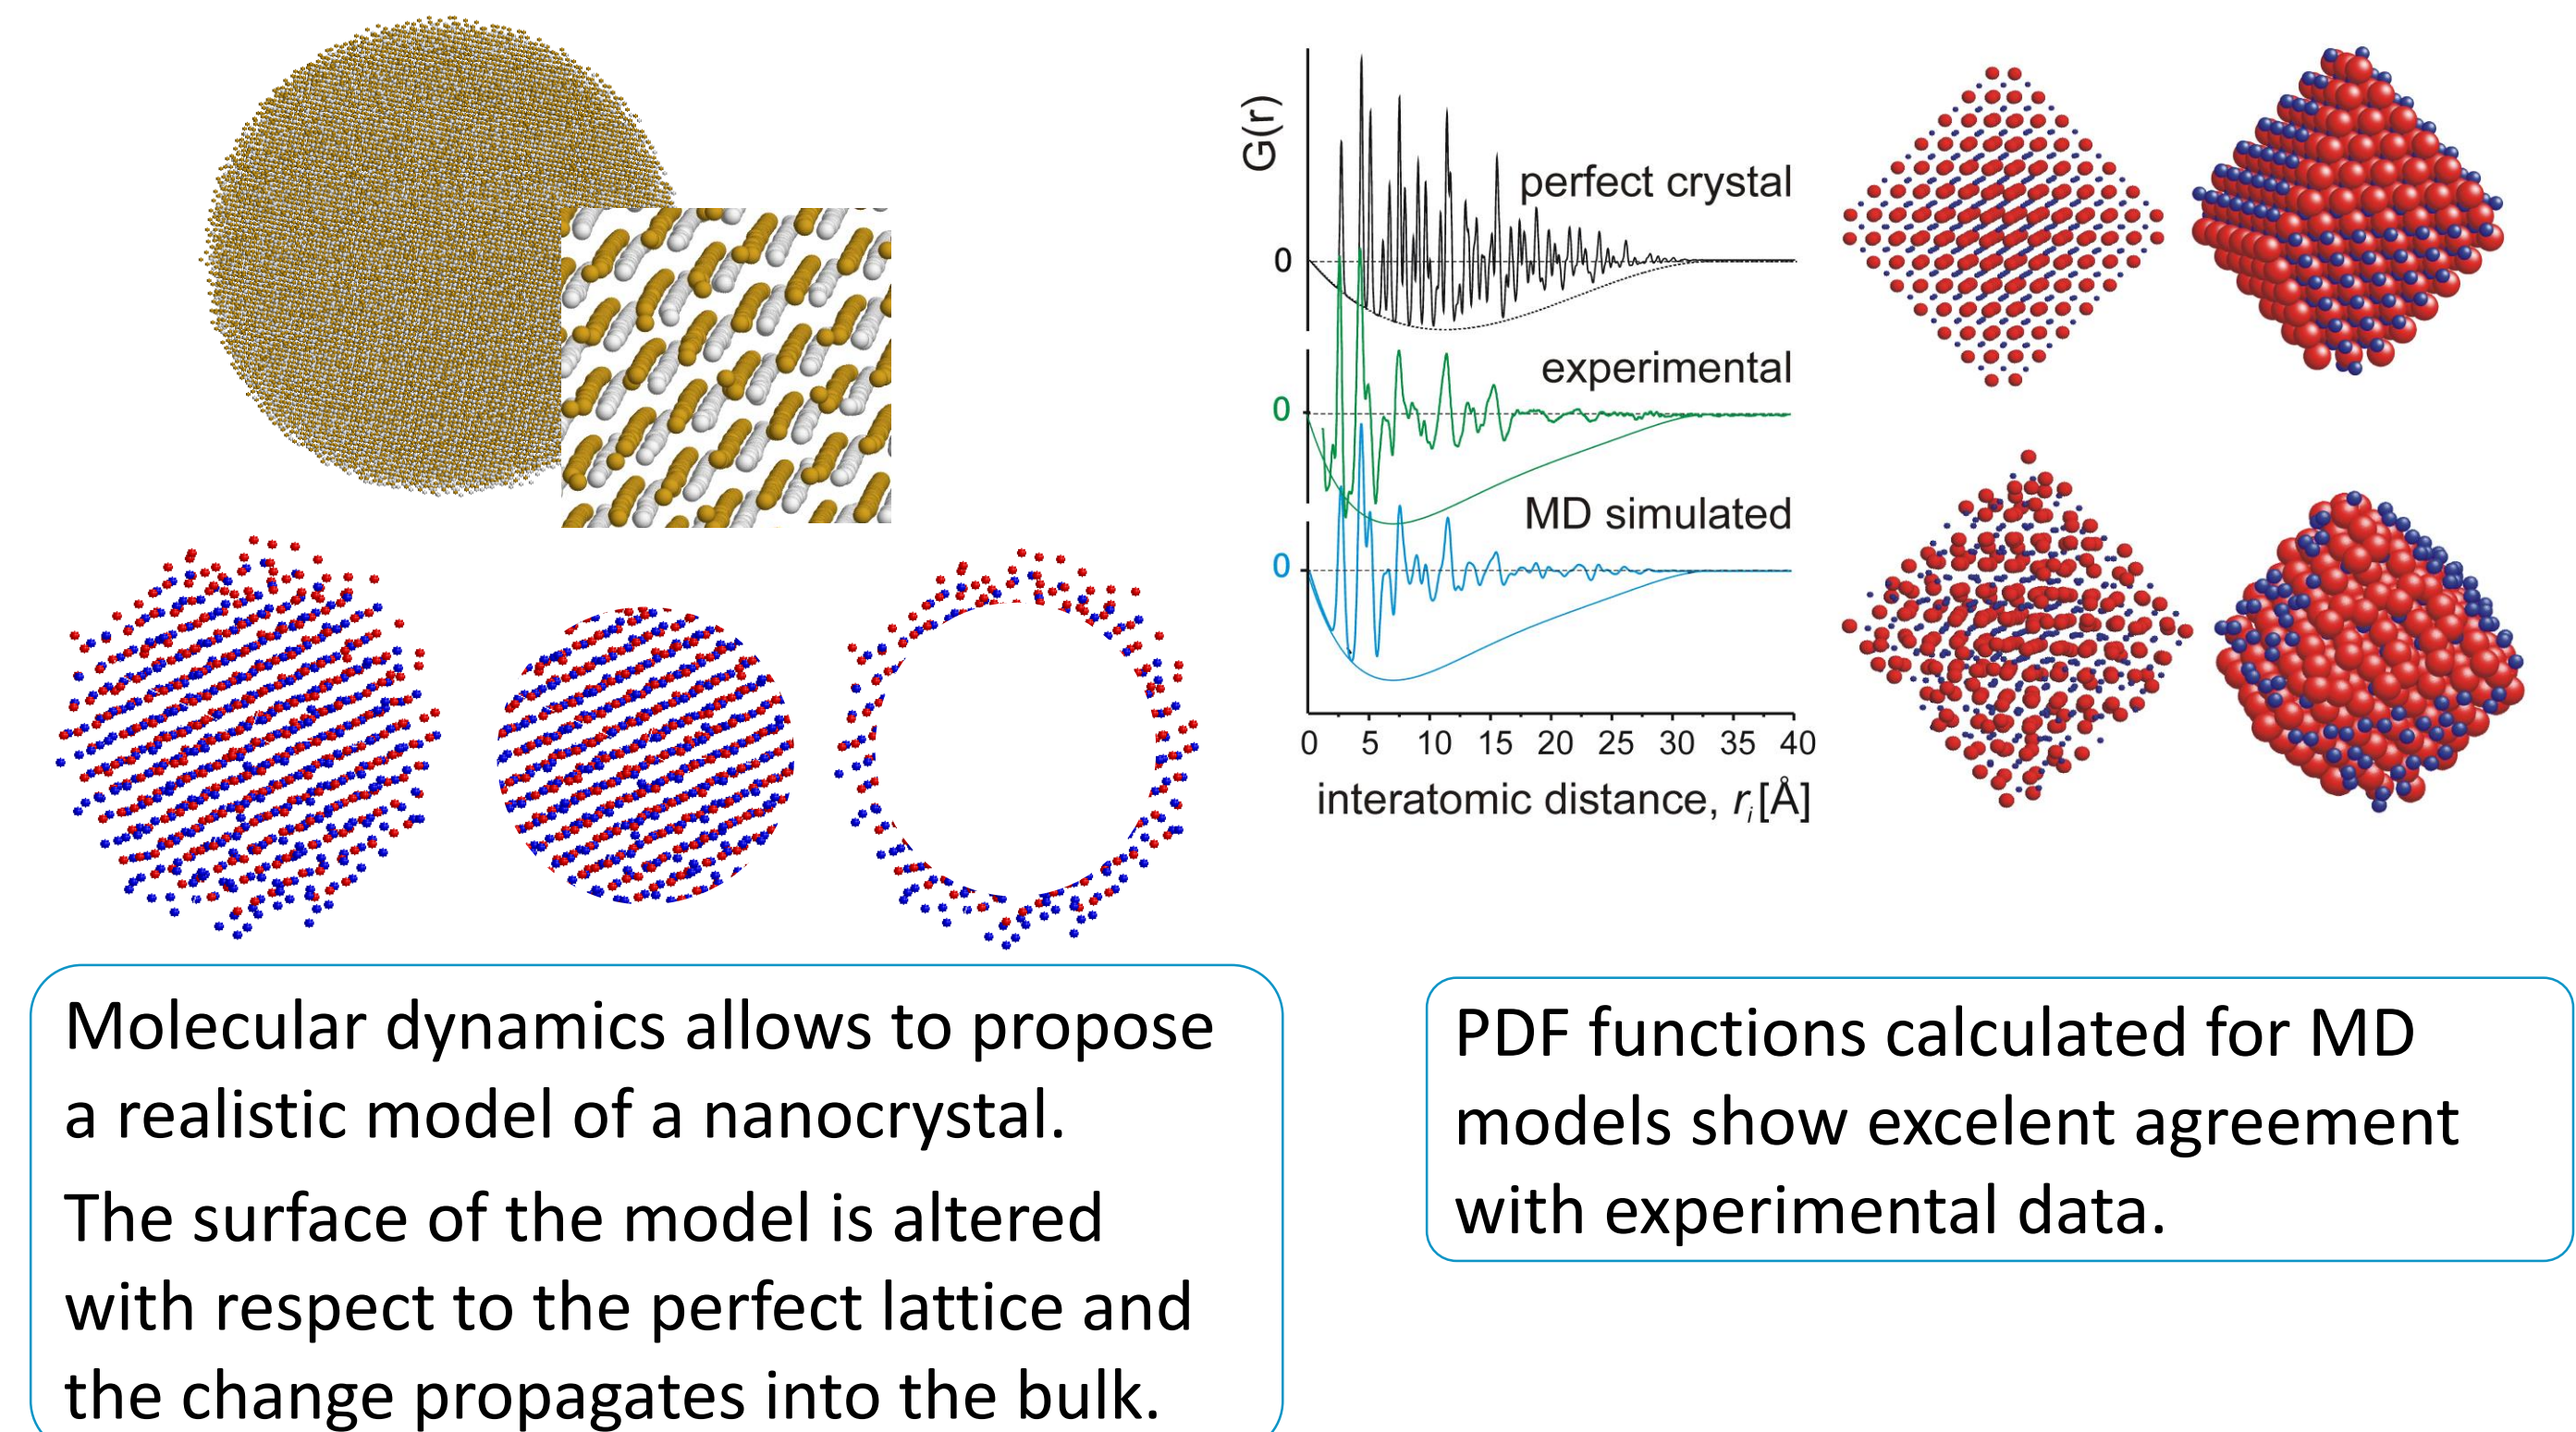 G(r)
perfect crystal
0
experimental
0
MD simulated
0
0 5 10 15 20 25 30 35 40
interatomic distance, ri [Å]
Molecular dynamics allows to propose
a realistic model of a nanocrystal.
The surface of the model is altered
with respect to the perfect lattice and
the change propagates into the bulk.
PDF functions calculated for MD
models show excelent agreement
with experimental data.